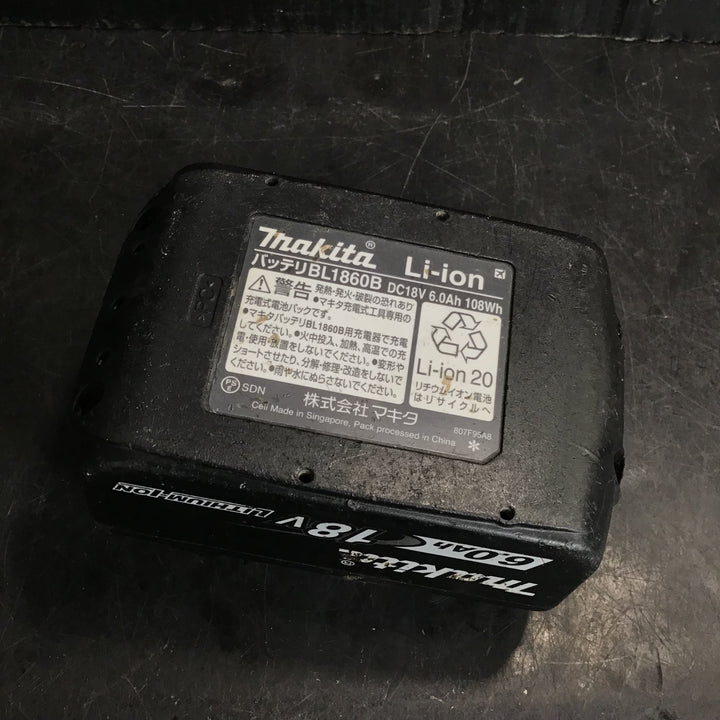 makita®
Li-ion
バッテリBL1860B DC18V 6.0Ah 108Wh
警告 発熱・発火・破裂の恐れあり
●マキタ充電式工具専用の
充電式電池パックです。
●マキタバッテリBL1860B用充電器で充電
してください。●火中投入、加熱、高温での充
電・使用・放置をしないでください。●変形や
ショートさせたり、分解・修理・改造をしないで
ください。●雨や水にぬらさないでください。
Li-ion 20
リチウムイオン電池
はリサイクルへ
PS
E SDN
株式会社マキタ
807F95A8
Cell Made in Singapore, Pack processed in China
LITHIUM-ION
18V
6.0Ah
makita